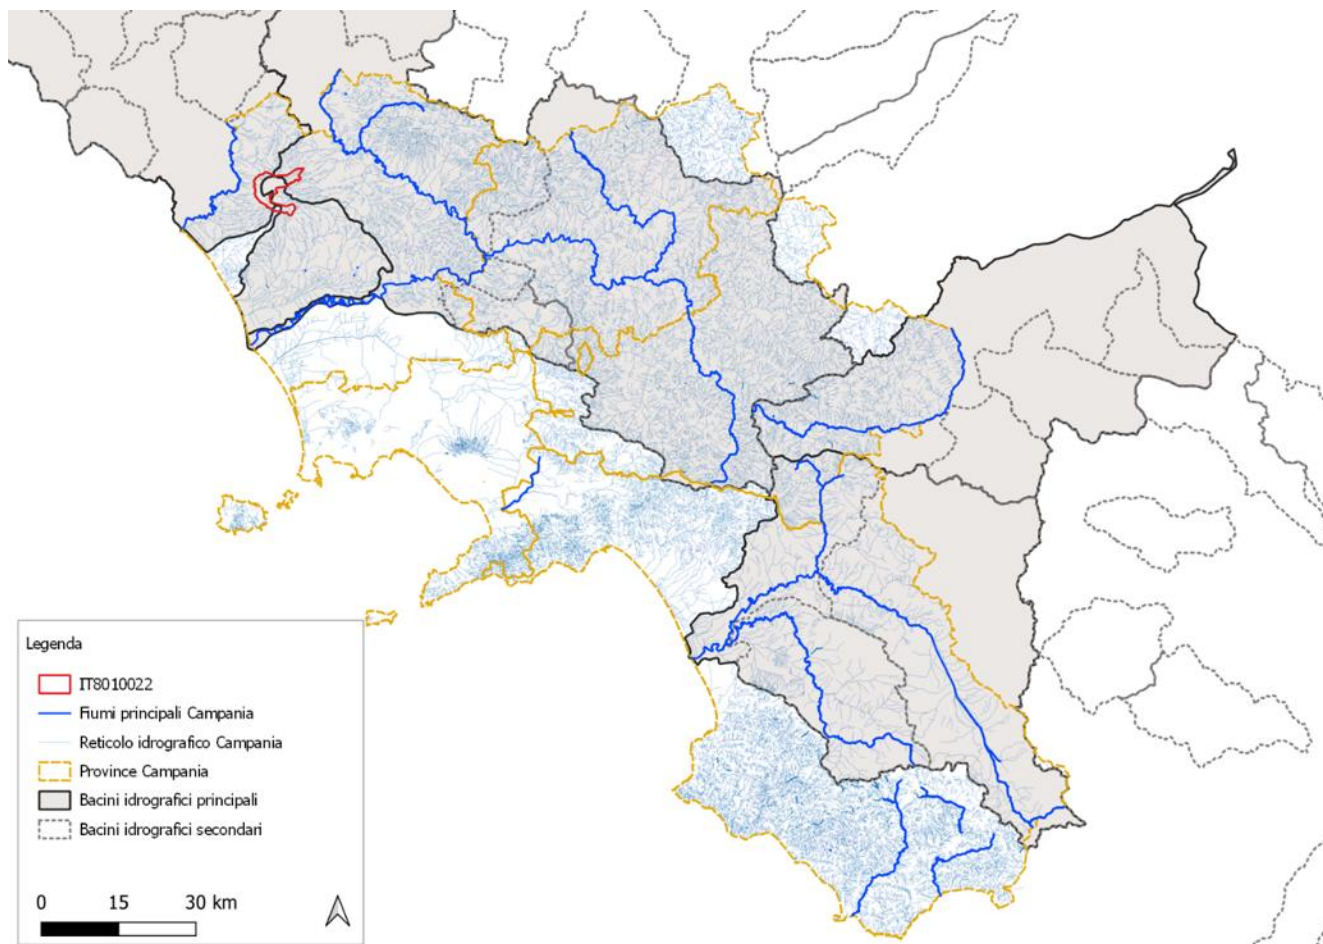 Legenda
IT8010022
Fiumi principali Campania
Reticolo idrografico Campania
Province Campania
Bacini idrografici principali
Bacini idrografici secondari
0 15 30 km